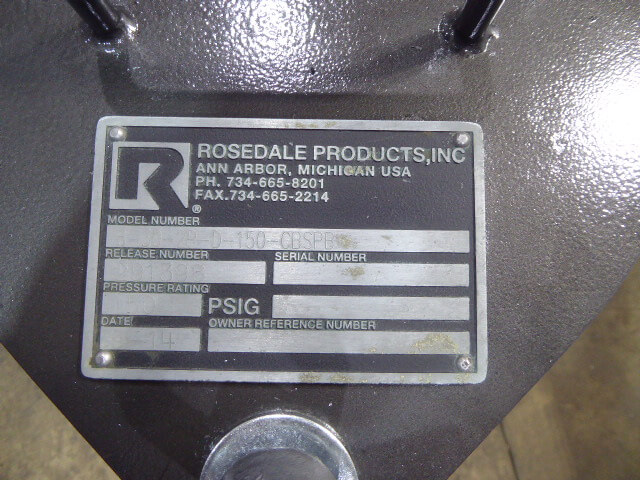 R®
ROSEDALE PRODUCTS,INC
ANN ARBOR, MICHIGAN USA
PH. 734-665-8201
FAX.734-665-2214
MODEL NUMBER
D-150-CBSPB
RELEASE NUMBER SERIAL NUMBER
PRESSURE RATING
PSIG
DATE OWNER REFERENCE NUMBER